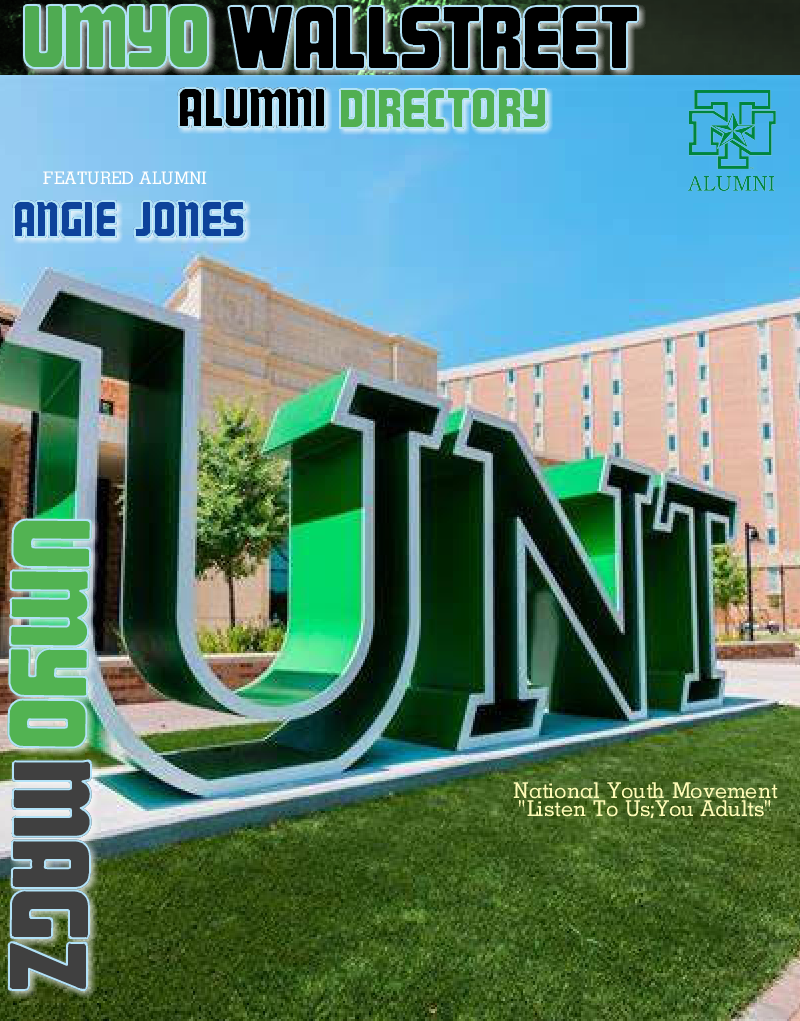 UMYO WALLSTREET
ALUMNI DIRECTORY
NT
ALUMNI
FEATURED ALUMNI
ANGIE JONES
UNT
UMYO MAGZ
National Youth Movement
"Listen To Us;You Adults"